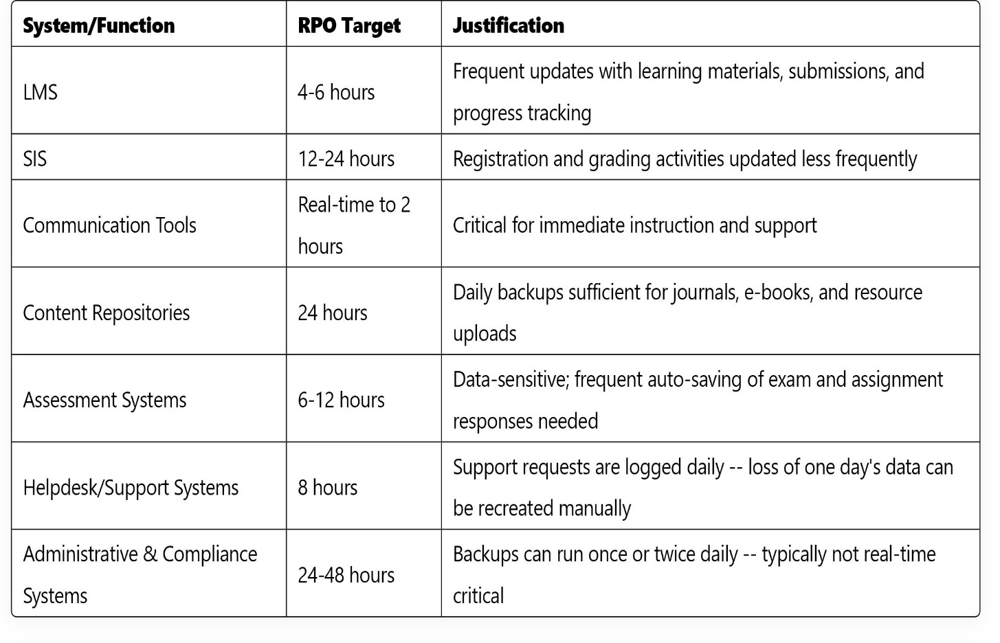 System/Function RPO Target Justification
LMS 4-6 hours Frequent updates with learning materials, submissions, and
progress tracking
SIS 12-24 hours Registration and grading activities updated less frequently
Communication Tools Real-time to 2
hours Critical for immediate instruction and support
Content Repositories 24 hours Daily backups sufficient for journals, e-books, and resource
uploads
Assessment Systems 6-12 hours Data-sensitive; frequent auto-saving of exam and assignment
responses needed
Helpdesk/Support Systems 8 hours Support requests are logged daily -- loss of one day's data can
be recreated manually
Administrative & Compliance
Systems 24-48 hours Backups can run once or twice daily -- typically not real-time
critical